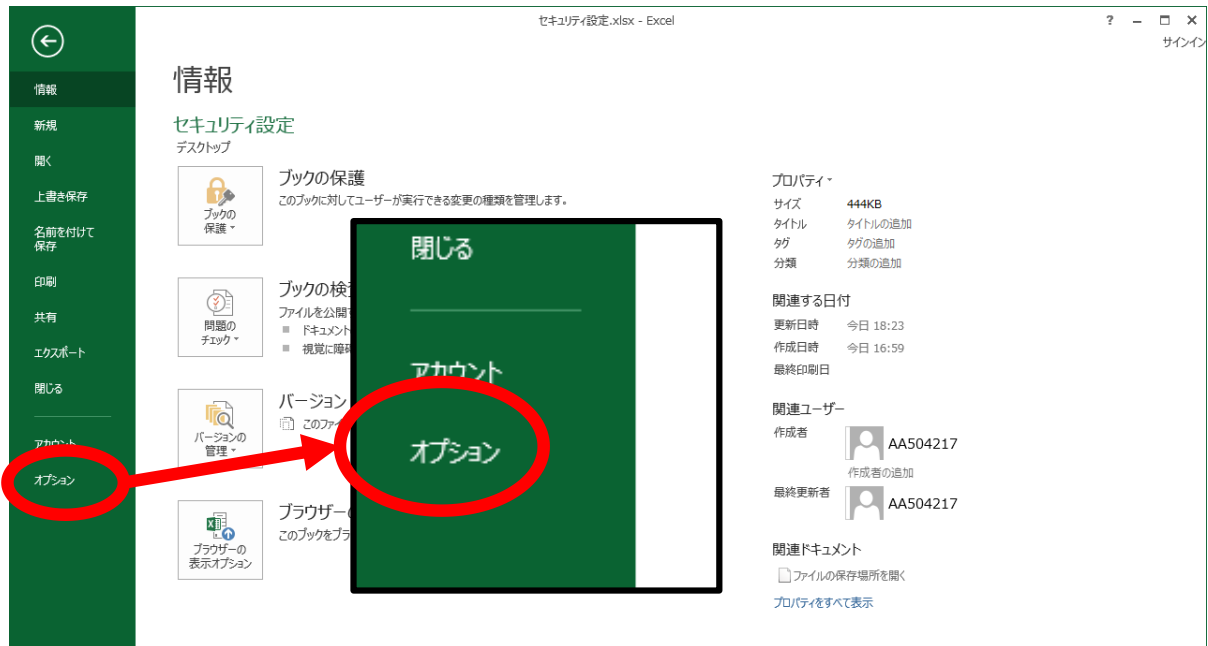 セキュリティ設定.xlsx - Excel
?
サインイン
情報
新規
開く
上書き保存
名前を付けて
保存
印刷
共有
エクスポート
閉じる
アカウント
オプション
情報
セキュリティ設定
デスクトップ
ブックの
保護
ブックの保護
このブックに対してユーザーが実行できる変更の種類を管理します。
問題の
チェック
ブックの検
ファイルを公開
ドキュメント
視覚に障
バージョンの
管理
バージョン
このファイ
ブラウザーの
表示オプション
ブラウザーの
このブックをブラ
閉じる
アカウント
オプション
プロパティ
サイズ 444KB
タイトル タイトルの追加
タグ タグの追加
分類 分類の追加
関連する日付
更新日時 今日 18:23
作成日時 今日 16:59
最終印刷日
関連ユーザー
作成者 AA504217
作成者の追加
最終更新者 AA504217
関連ドキュメント
ファイルの保存場所を開く
プロパティをすべて表示